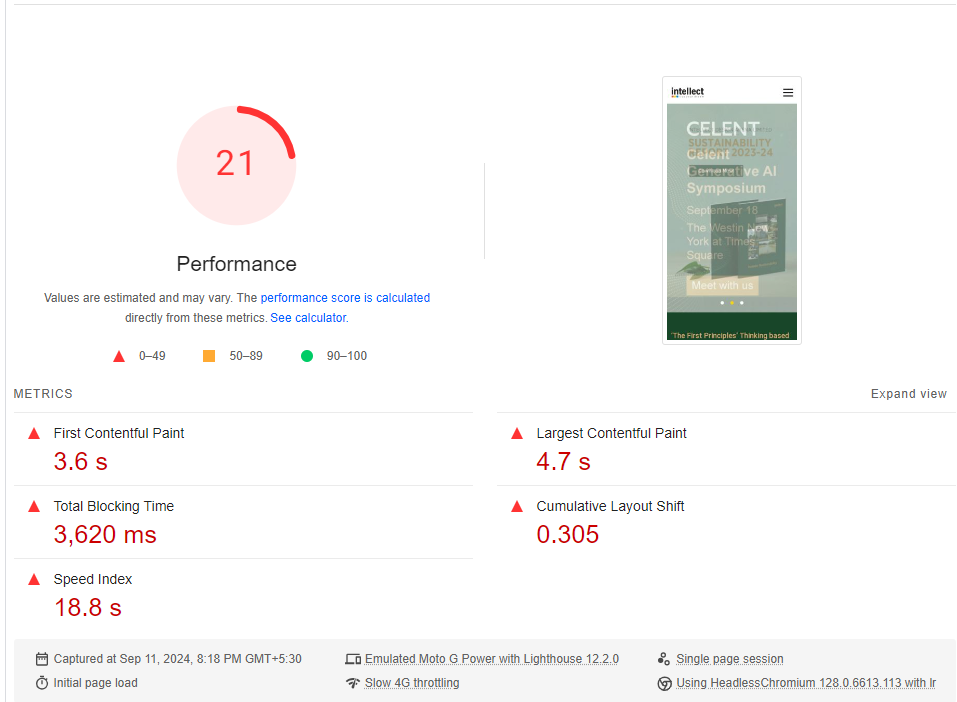 21
Performance
Values are estimated and may vary. The performance score is calculated
directly from these metrics. See calculator.
0–49
50–89
90–100
intellect
CELENT
SUSTAINABILITY
2023-24
Celent
Generative AI
Symposium
September 18
The Westin New
York at Times
Square
Meet with us
'The First Principles' Thinking based
METRICS
Expand view
First Contentful Paint
3.6 s
Largest Contentful Paint
4.7 s
Total Blocking Time
3,620 ms
Cumulative Layout Shift
0.305
Speed Index
18.8 s
Captured at Sep 11, 2024, 8:18 PM GMT+5:30
Emulated Moto G Power with Lighthouse 12.2.0
Single page session
Initial page load
Slow 4G throttling
Using HeadlessChromium 128.0.6613.113 with lr